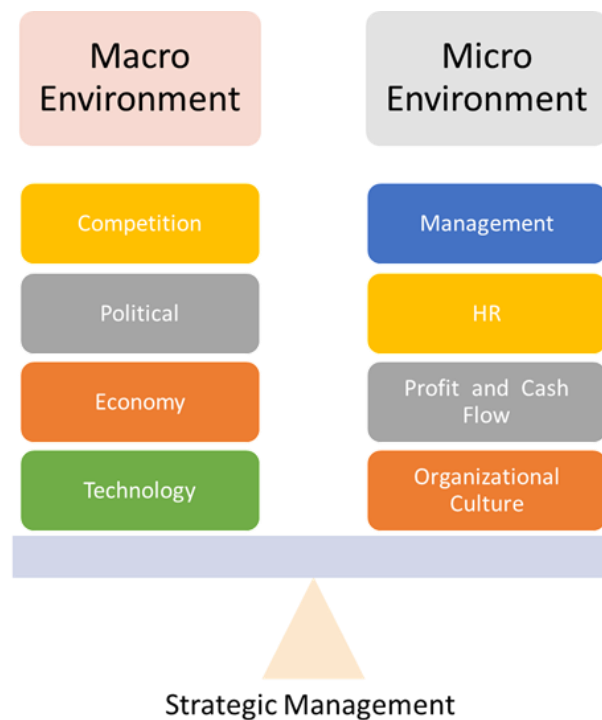 Macro
Environment
Micro
Environment
Competition
Political
Economy
Technology
Management
HR
Profit and Cash
Flow
Organizational
Culture
Strategic Management